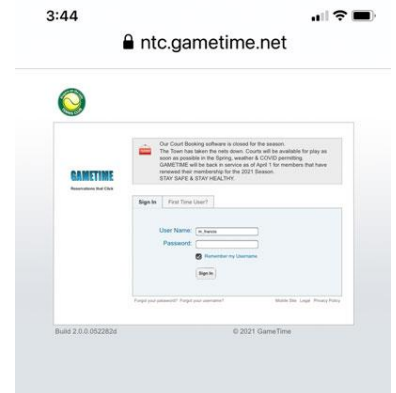 3:44
ntc.gametime.net
Our Court Booking software is closed for the season.
The Town has taken the nets down. Courts will be available for play as
soon as possible in the Spring, weather & COVID permitting.
GAMETIME will be back in service as of April 1 for members that have
renewed their membership for the 2021 Season.
STAY SAFE & STAY HEALTHY.
GAMETIME
Reservations that Click
Sign In First Time User?
User Name: m_francis
Password:
Remember my Username
Sign In
Forgot your password? Forgot your username? Mobile Site Legal Privacy Policy
Build 2.0.0.052282d © 2021 GameTime